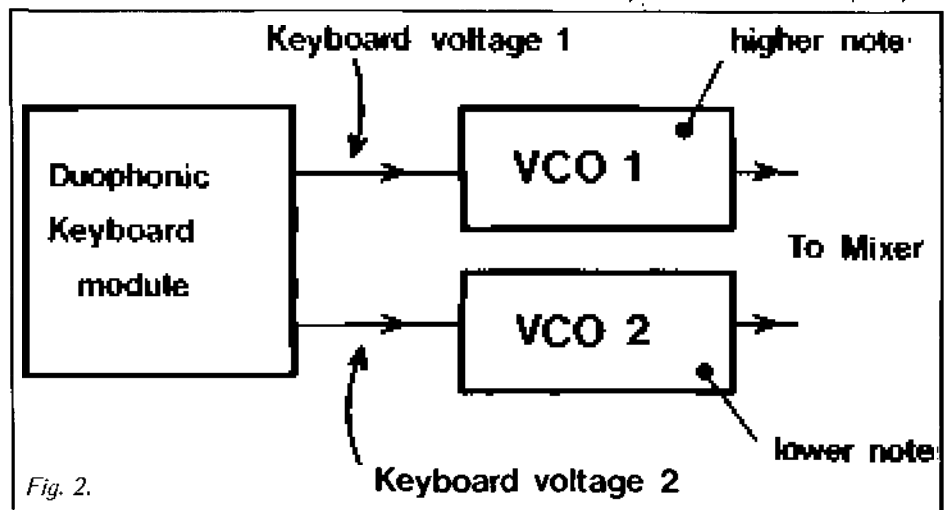 Keyboard voltage 1
higher note
Duophonic
Keyboard
module
VCO 1
To Mixer
VCO 2
lower note
Keyboard voltage 2
Fig. 2.